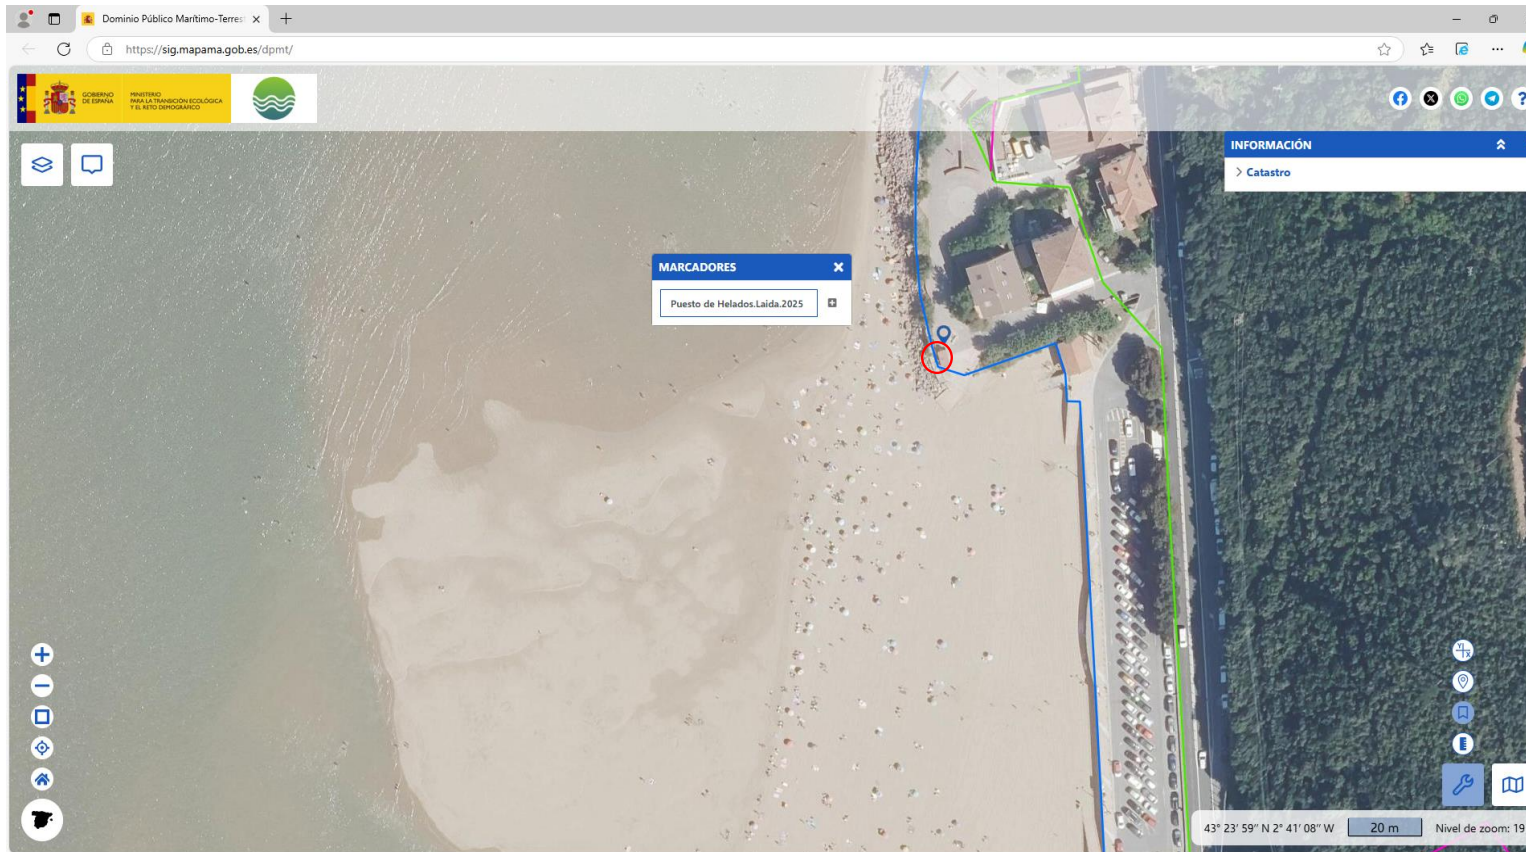 Dominio Público Marítimo-Terres
https://sig.mapama.gob.es/dpmt/
GOBIERNO
DE ESPAÑA
MINISTERIO
PARA LA TRANSICIÓN ECOLÓGICA
Y EL RETO DEMOGRÁFICO
INFORMACIÓN
Catastro
MARCADORES
Puesto de Helados.Laida.2025
43° 23' 59" N 2° 41' 08" W
20 m
Nivel de zoom: 19